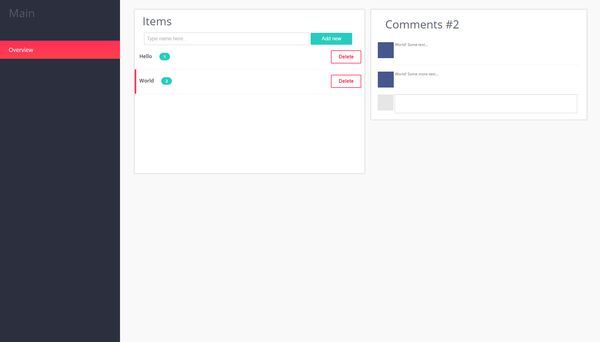 Main
Overview
Items
Type name here
Add new
Hello 1 Delete
World 2 Delete
Comments #2
World! Some text...
World! Some more text...